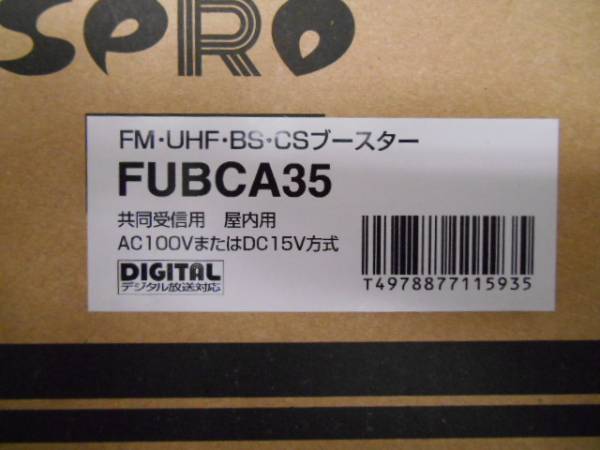 SPRO
FM・UHF・BS・CSブースター
FUBCA35
共同受信用　屋内用
AC100VまたはDC15V方式
DIGITAL
デジタル放送対応
T4978877115935